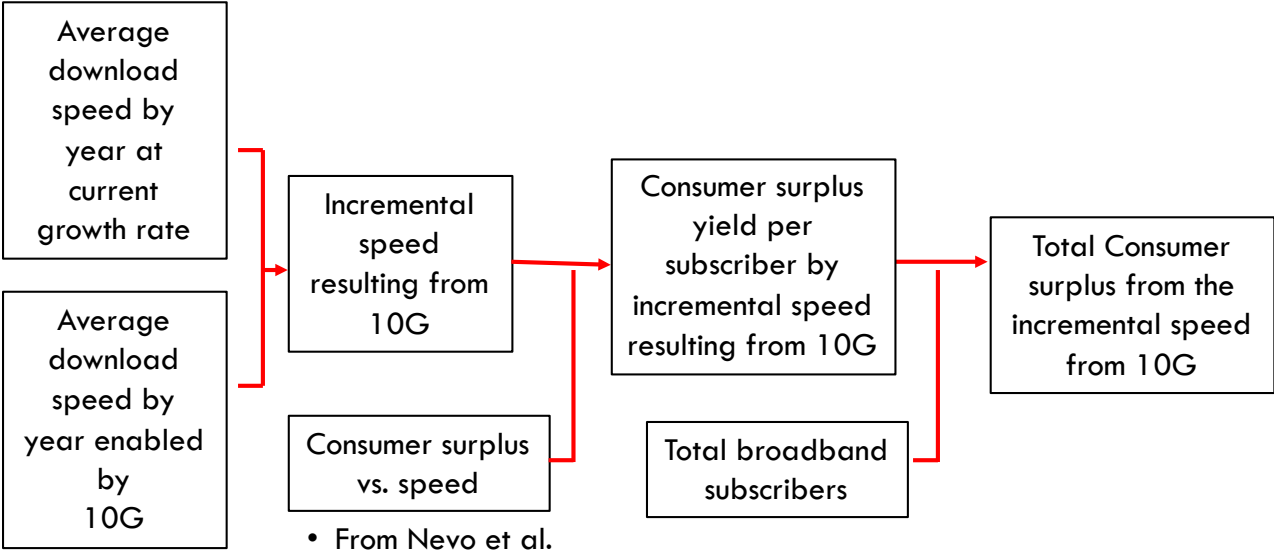 Average
download
speed by
year at
current
growth rate
Average
download
speed by
year enabled
by
10G
Incremental
speed
resulting from
10G
Consumer surplus
vs. speed
• From Nevo et al.
Consumer surplus
yield per
subscriber by
incremental speed
resulting from 10G
Total broadband
subscribers
Total Consumer
surplus from the
incremental speed
from 10G